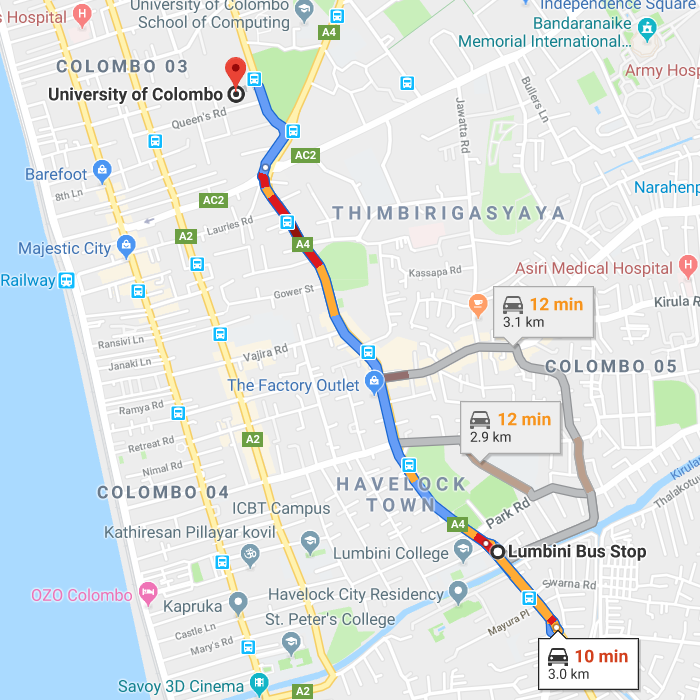 University of Colombo
School of Computing
A4
Independence Square
s Hospital
Bandaranaike
Memorial International...
COLOMBO 03
Army Hosp
University of Colombo
Queen's Rd
Bullers Ln
Jawatta Rd
AC2
Barefoot
8th Ln
Narahenp
AC2
Lauries Rd
THIMBIRIGASYAYA
A2
A4
Majestic City
Kassapa Rd
Asiri Medical Hospital
Railway
Gower St
12 min
3.1 km
Kirula R
Ransivi Ln
Janaki Ln
Vajira Rd
COLOMBO 05
The Factory Outlet
Ramya Rd
12 min
2.9 km
A2
Retreat Rd
Nimal Rd
Kirulap
HAVELOCK
TOWN
Thalakotu
COLOMBO 04
ICBT Campus
Park Rd
A4
Kathiresan Pillayar kovil
Lumbini College
Lumbini Bus Stop
OZO Colombo
Swarna Rd
Havelock City Residency
Kapruka
St. Peter's College
Mayura Pl
Castle Ln
Mary's Rd
10 min
3.0 km
Savoy 3D Cinema
A2